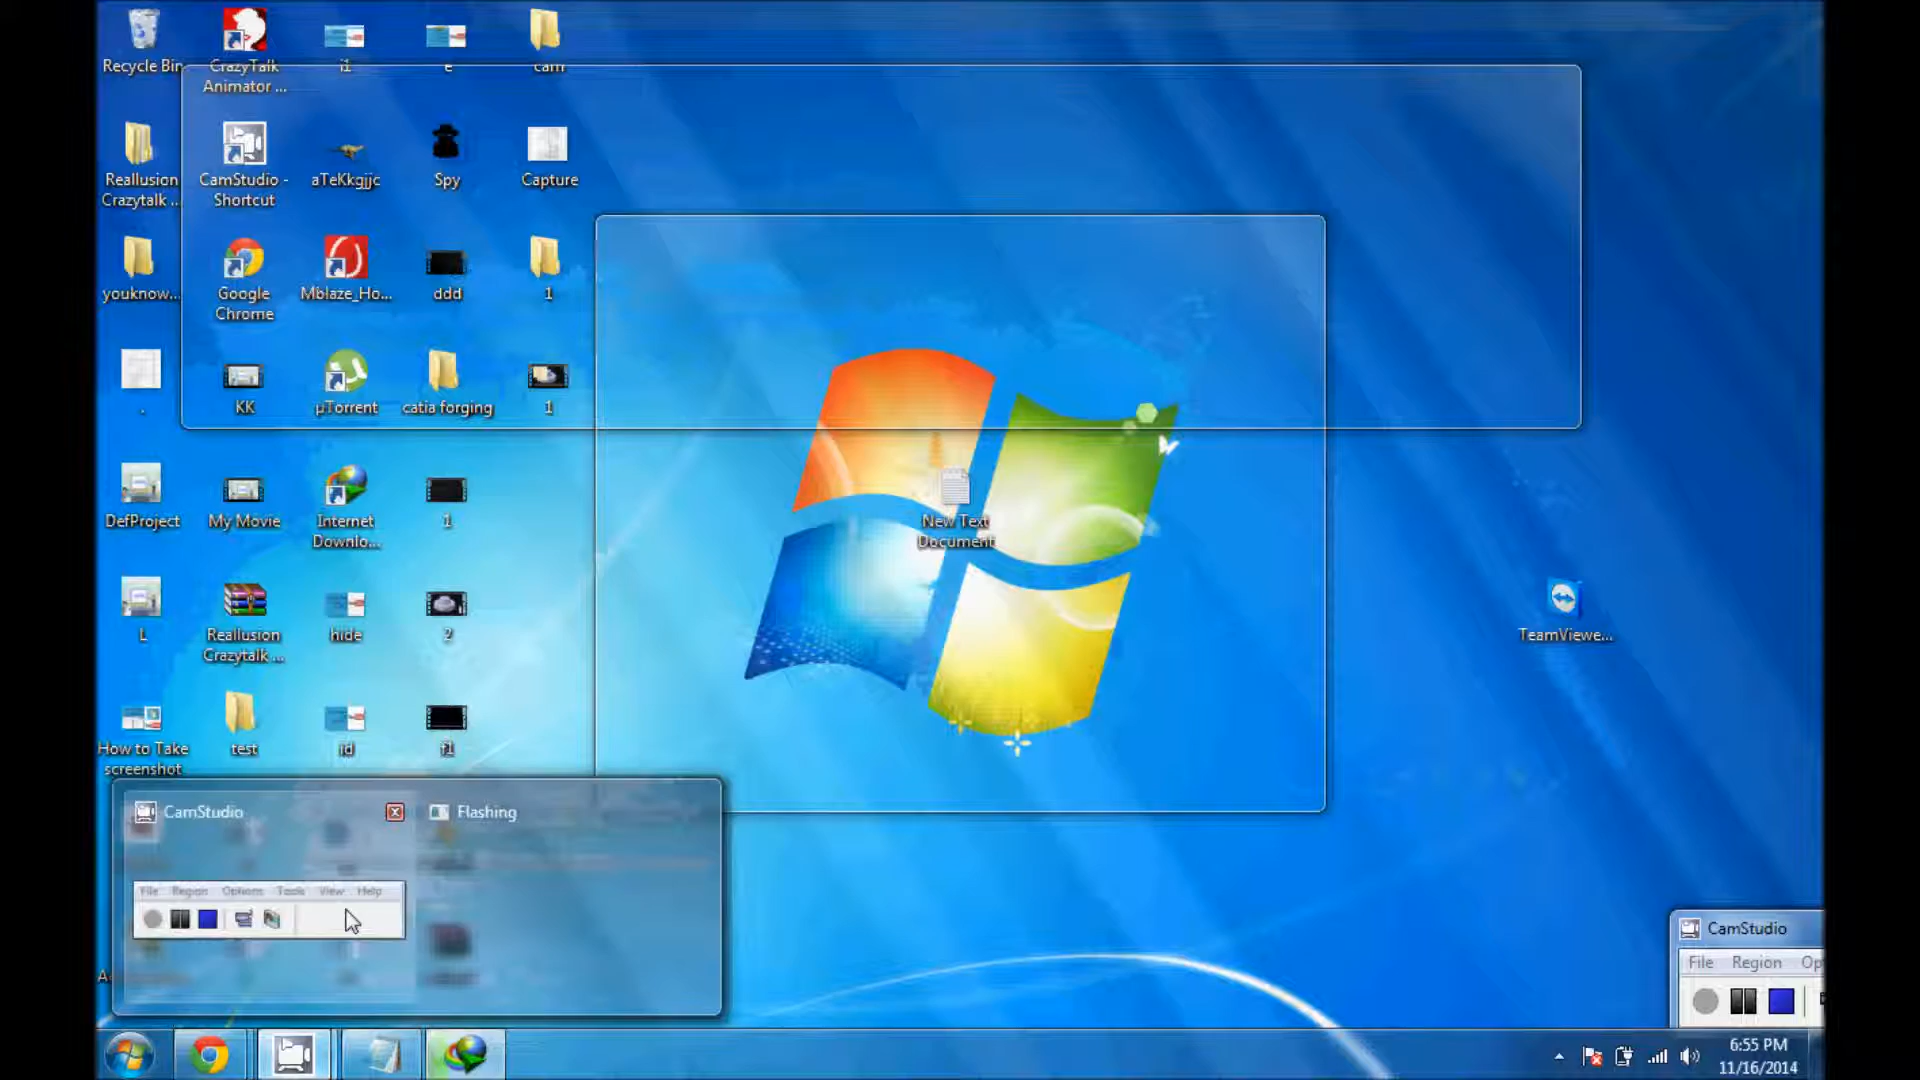 Recycle Bin
CrazyTalk
Animator ...
i1
e
cam
Reallusion
Crazytalk ...
CamStudio -
Shortcut
aTeKkgjjc
Spy
Capture
youknow...
Google
Chrome
Mblaze_Ho...
ddd
1
.
KK
µTorrent
catia forging
1
DefProject
My Movie
Internet
Downlo...
1
New Text
Document
L
Reallusion
Crazytalk ...
hide
2
TeamViewe...
How to Take
screenshot
test
id
f1
CamStudio
Flashing
File Region Options Tools View Help
CamStudio
File Region Op
6:55 PM
11/16/2014